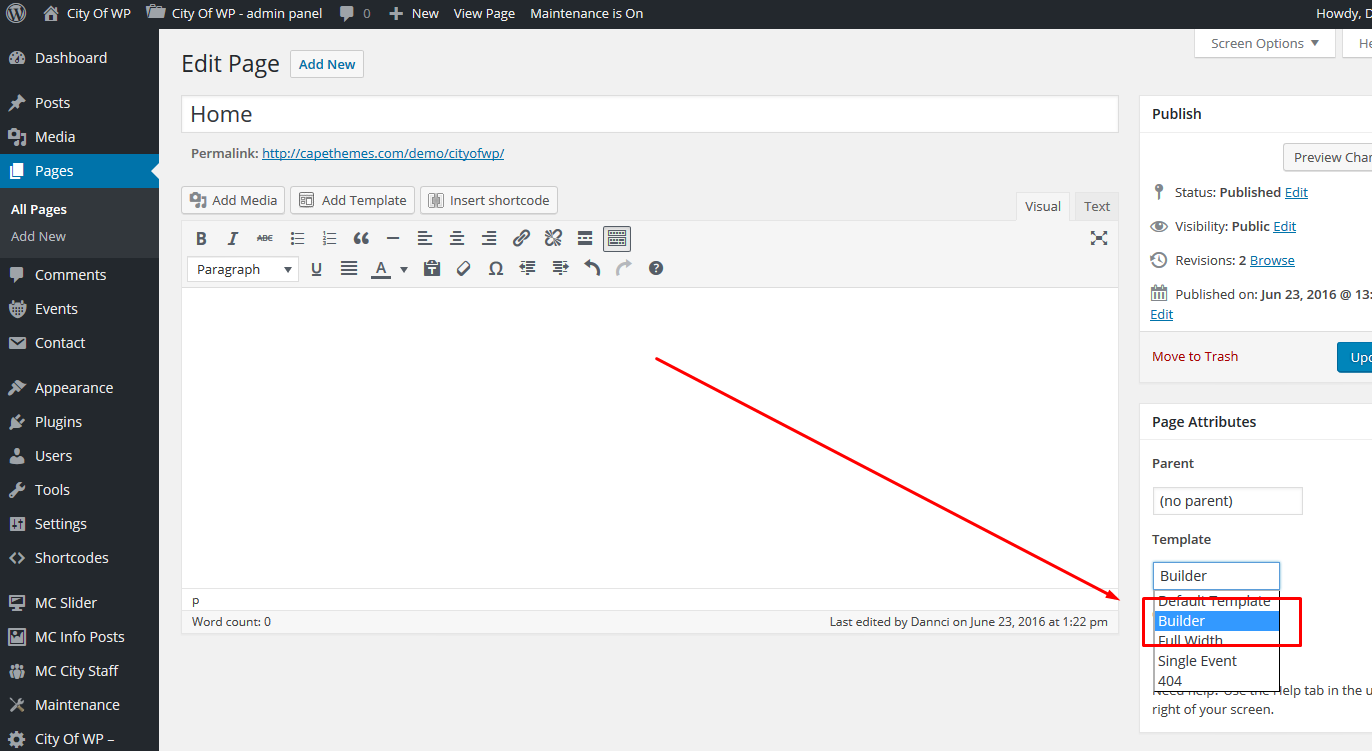 City Of WP
City Of WP - admin panel
0
New
View Page
Maintenance is On
Howdy, D
Dashboard
Posts
Media
Pages
All Pages
Add New
Comments
Events
Contact
Appearance
Plugins
Users
Tools
Settings
Shortcodes
MC Slider
MC Info Posts
MC City Staff
Maintenance
City Of WP –
Screen Options
He
Edit Page
Add New
Home
Permalink: http://capethemes.com/demo/cityofwp/
Add Media
Add Template
Insert shortcode
Visual
Text
B I ABC
Paragraph
U
A
Ω
p
Word count: 0
Last edited by Dannci on June 23, 2016 at 1:22 pm
Publish
Preview Char
Status: Published Edit
Visibility: Public Edit
Revisions: 2 Browse
Published on: Jun 23, 2016 @ 13:
Edit
Move to Trash
Upd
Page Attributes
Parent
(no parent)
Template
Builder
Default Template
Builder
Full Width
Single Event
404
Need help? Use the Help tab in the u
right of your screen.